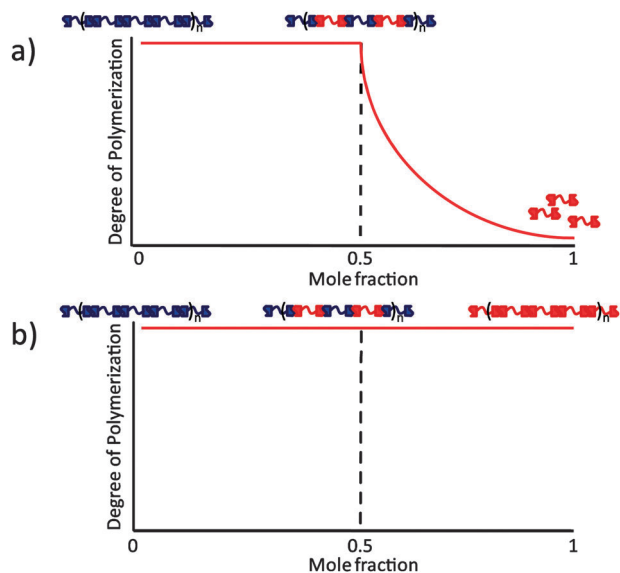 n
n
a)
Degree of Polymerization
0
0.5
1
Mole fraction
n
n
n
b)
Degree of Polymerization
0
0.5
1
Mole fraction